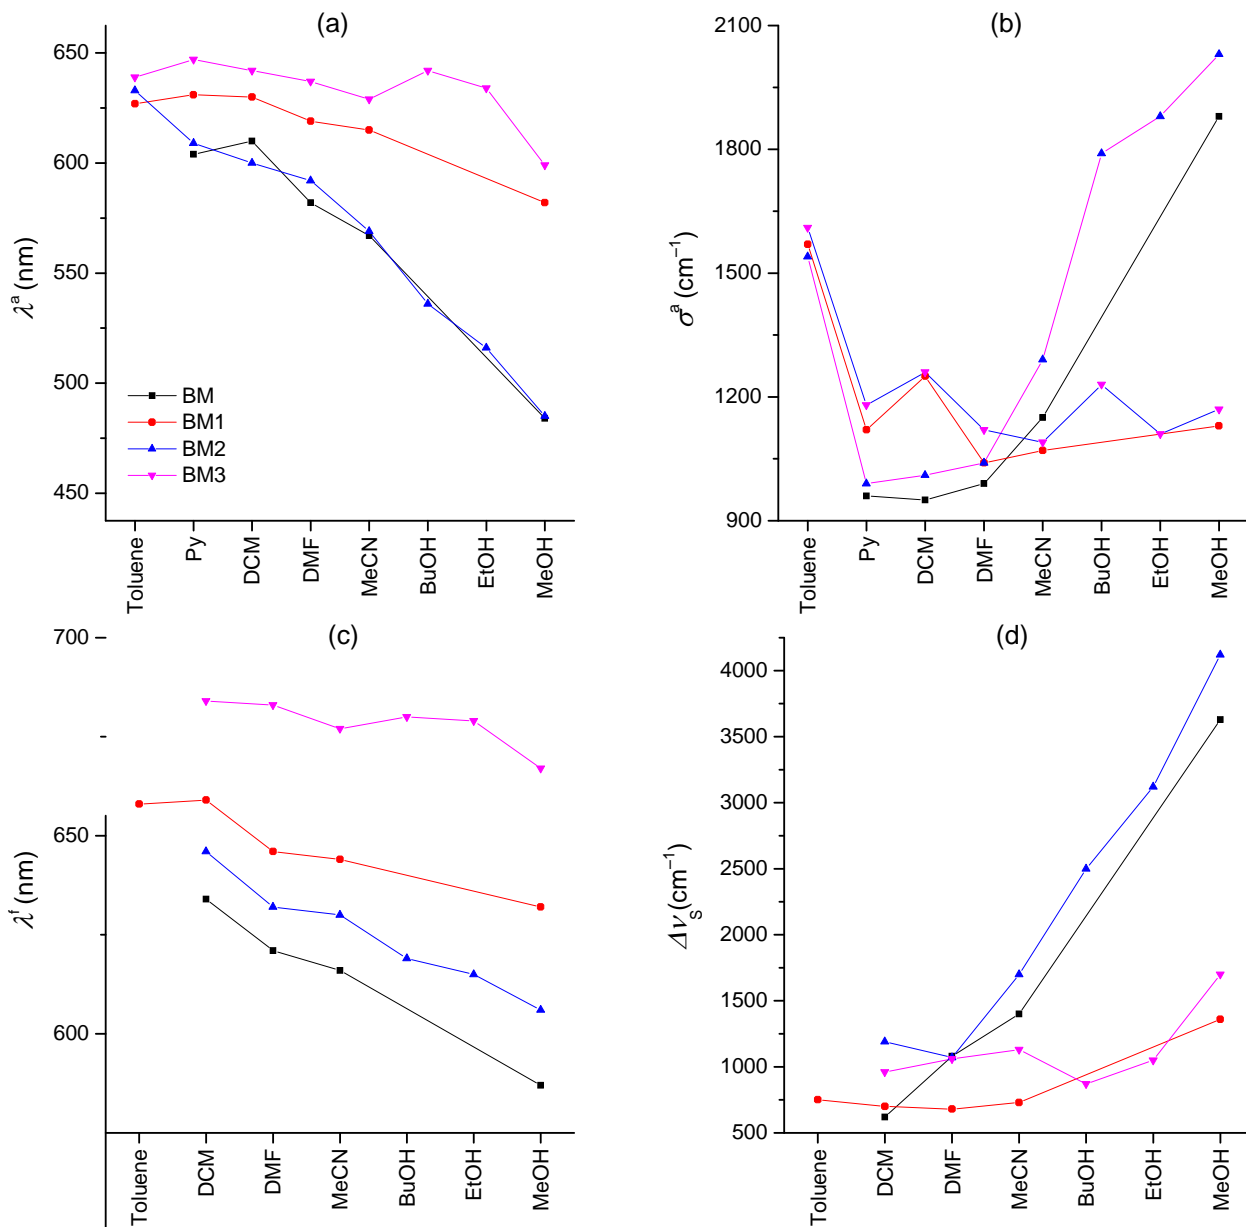 (a)
650
600
550
500
450
λᵃ (nm)
BM
BM1
BM2
BM3
Toluene
Py
DCM
DMF
MeCN
BuOH
EtOH
MeOH
(b)
2100
1800
1500
1200
900
σᵃ (cm⁻¹)
Toluene
Py
DCM
DMF
MeCN
BuOH
EtOH
MeOH
(c)
700
650
600
λᶠ (nm)
Toluene
DCM
DMF
MeCN
BuOH
EtOH
MeOH
(d)
4000
3500
3000
2500
2000
1500
1000
500
Δν_S (cm⁻¹)
Toluene
DCM
DMF
MeCN
BuOH
EtOH
MeOH